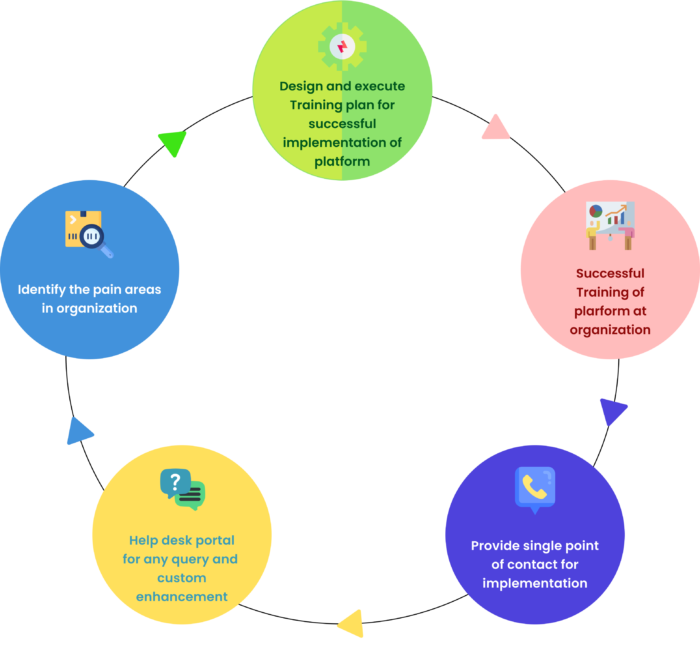 Design and execute
Training plan for
successful
implementation of
platform
Successful
Training of
plarform at
organization
Provide single point
of contact for
implementation
Help desk portal
for any query and
custom
enhancement
Identify the pain areas
in organization